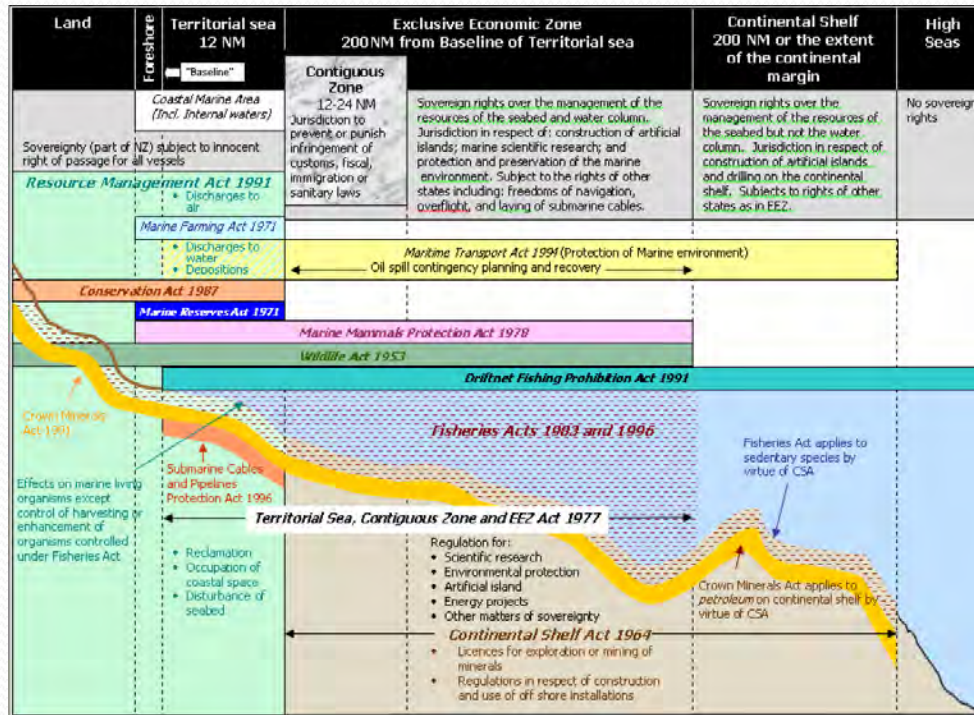 Land
Foreshore
Territorial sea
12 NM
"Baseline"
Exclusive Economic Zone
200NM from Baseline of Territorial sea
Continental Shelf
200 NM or the extent
of the continental
margin
High
Seas
Coastal Marine Area
(Incl. Internal waters)
Sovereignty (part of NZ) subject to innocent
right of passage for all vessels
Contiguous
Zone
12-24 NM
Jurisdiction to
prevent or punish
infringement of
customs, fiscal,
immigration or
sanitary laws
Sovereign rights over the management of the
resources of the seabed and water column.
Jurisdiction in respect of: construction of artificial
islands; marine scientific research; and
protection and preservation of the marine
environment. Subject to the rights of other
states including: freedoms of navigation,
overflight, and laying of submarine cables.
Sovereign rights over the
management of the resources of
the seabed but not the water
column. Jurisdiction in respect of
construction of artificial islands
and drilling on the continental
shelf. Subjects to rights of other
states as in EEZ.
No sovereign
rights
Resource Management Act 1991
• Discharges to
air
Marine Farming Act 1971
• Discharges to
water
• Depositions
Maritime Transport Act 1994 (Protection of Marine environment)
Oil spill contingency planning and recovery
Conservation Act 1987
Marine Reserves Act 1971
Marine Mammals Protection Act 1978
Wildlife Act 1953
Driftnet Fishing Prohibition Act 1991
Crown Minerals
Act 1991
Fisheries Acts 1983 and 1996
Fisheries Act applies to
sedentary species by
virtue of CSA
Submarine Cables
and Pipelines
Protection Act 1996
Effects on marine living
organisms except
control of harvesting or
enhancement of
organisms controlled
under Fisheries Act
Territorial Sea, Contiguous Zone and EEZ Act 1977
• Reclamation
• Occupation of
coastal space
• Disturbance of
seabed
Regulation for:
• Scientific research
• Environmental protection
• Artificial island
• Energy projects
• Other matters of sovereignty
Crown Minerals Act applies to
petroleum on continental shelf by
virtue of CSA
Continental Shelf Act 1964
• Licences for exploration or mining of
minerals
• Regulations in respect of construction
and use of off shore installations